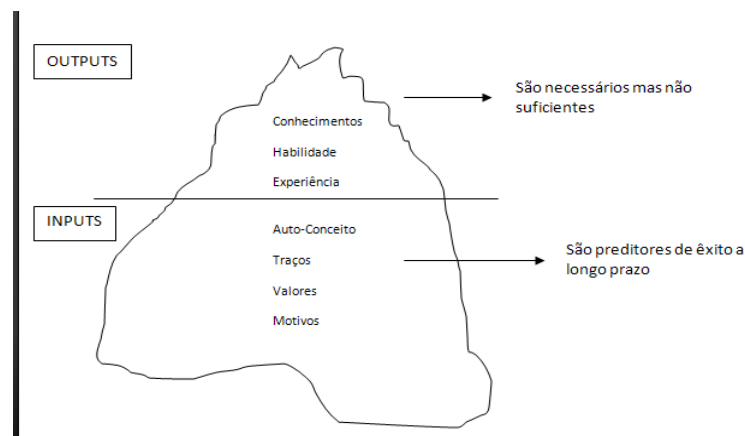 OUTPUTS
São necessários mas não
suficientes
Conhecimentos
Habilidade
Experiência
INPUTS
Auto-Conceito
São preditores de êxito a
longo prazo
Traços
Valores
Motivos